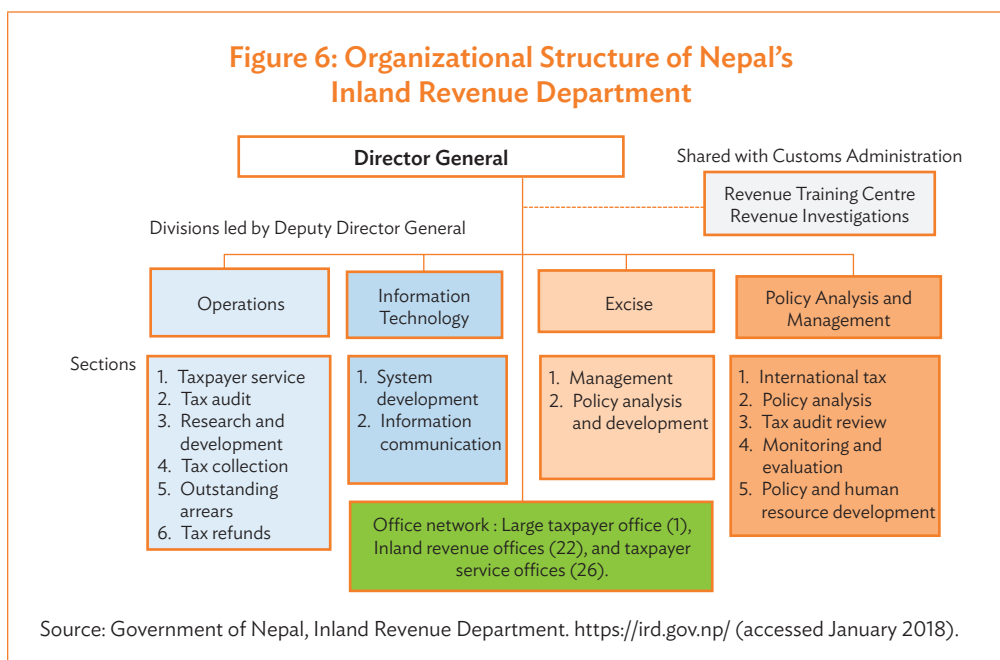 Figure 6: Organizational Structure of Nepal's
Inland Revenue Department
Director General
Shared with Customs Administration
Revenue Training Centre
Revenue Investigations
Divisions led by Deputy Director General
Operations
Information
Technology
Excise
Policy Analysis and
Management
Sections
1. Taxpayer service
2. Tax audit
3. Research and
development
4. Tax collection
5. Outstanding
arrears
6. Tax refunds
1. System
development
2. Information
communication
1. Management
2. Policy analysis
and development
1. International tax
2. Policy analysis
3. Tax audit review
4. Monitoring and
evaluation
5. Policy and human
resource development
Office network : Large taxpayer office (1),
Inland revenue offices (22), and taxpayer
service offices (26).
Source: Government of Nepal, Inland Revenue Department. https://ird.gov.np/ (accessed January 2018).